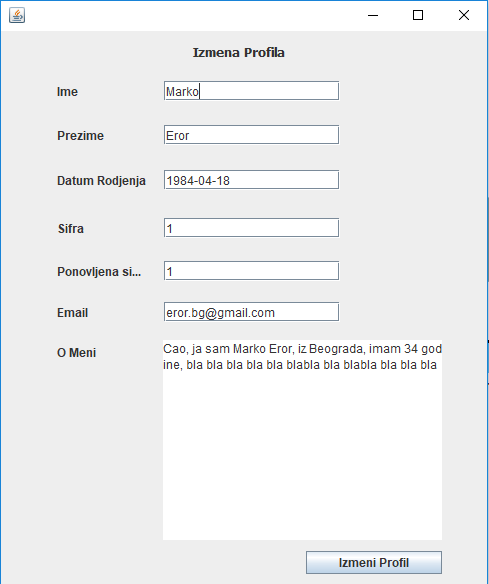 Izmena Profila
Ime
Marko
Prezime
Eror
Datum Rodjenja
1984-04-18
Sifra
1
Ponovljena si...
1
Email
eror.bg@gmail.com
O Meni
Cao, ja sam Marko Eror, iz Beograda, imam 34 god
ine, bla bla bla bla bla blabla bla blabla bla bla bla
Izmeni Profil